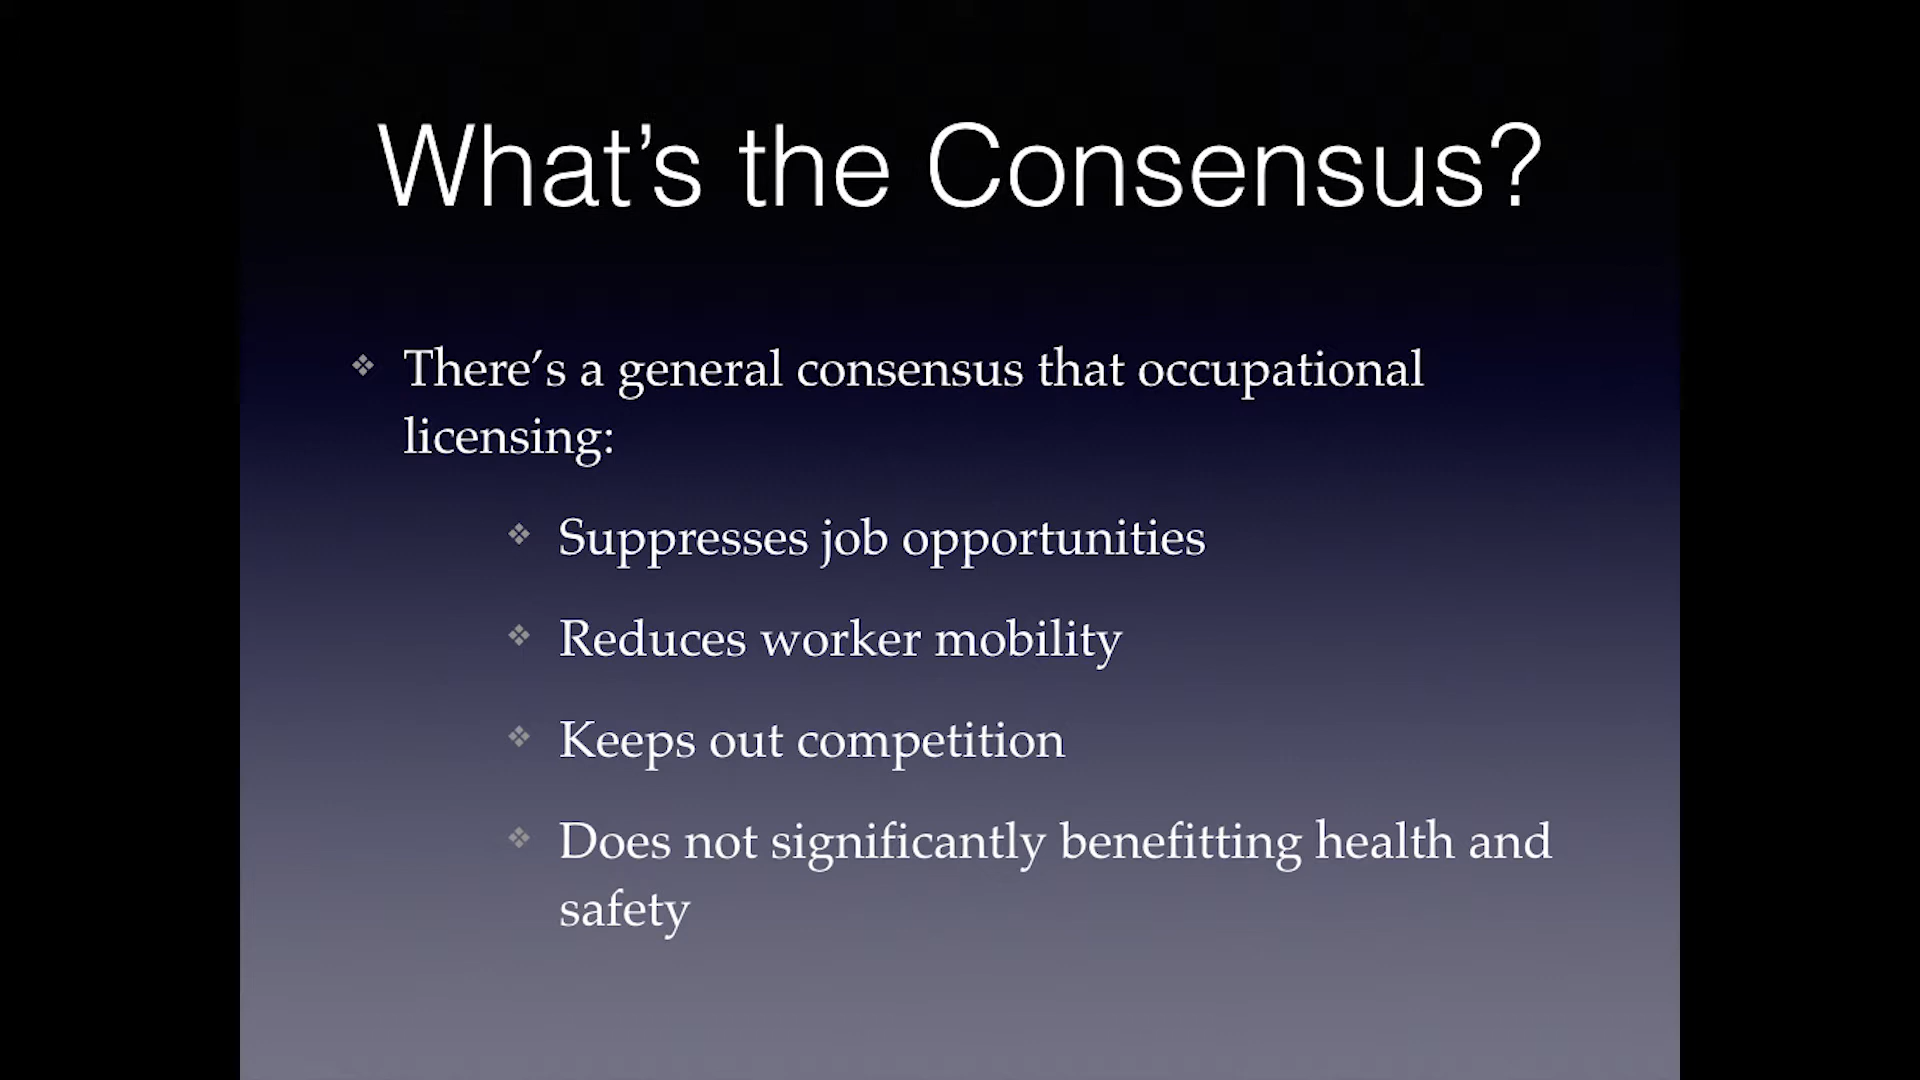 What’s the Consensus?
❖ There’s a general consensus that occupational
licensing:
❖ Suppresses job opportunities
❖ Reduces worker mobility
❖ Keeps out competition
❖ Does not significantly benefitting health and
safety